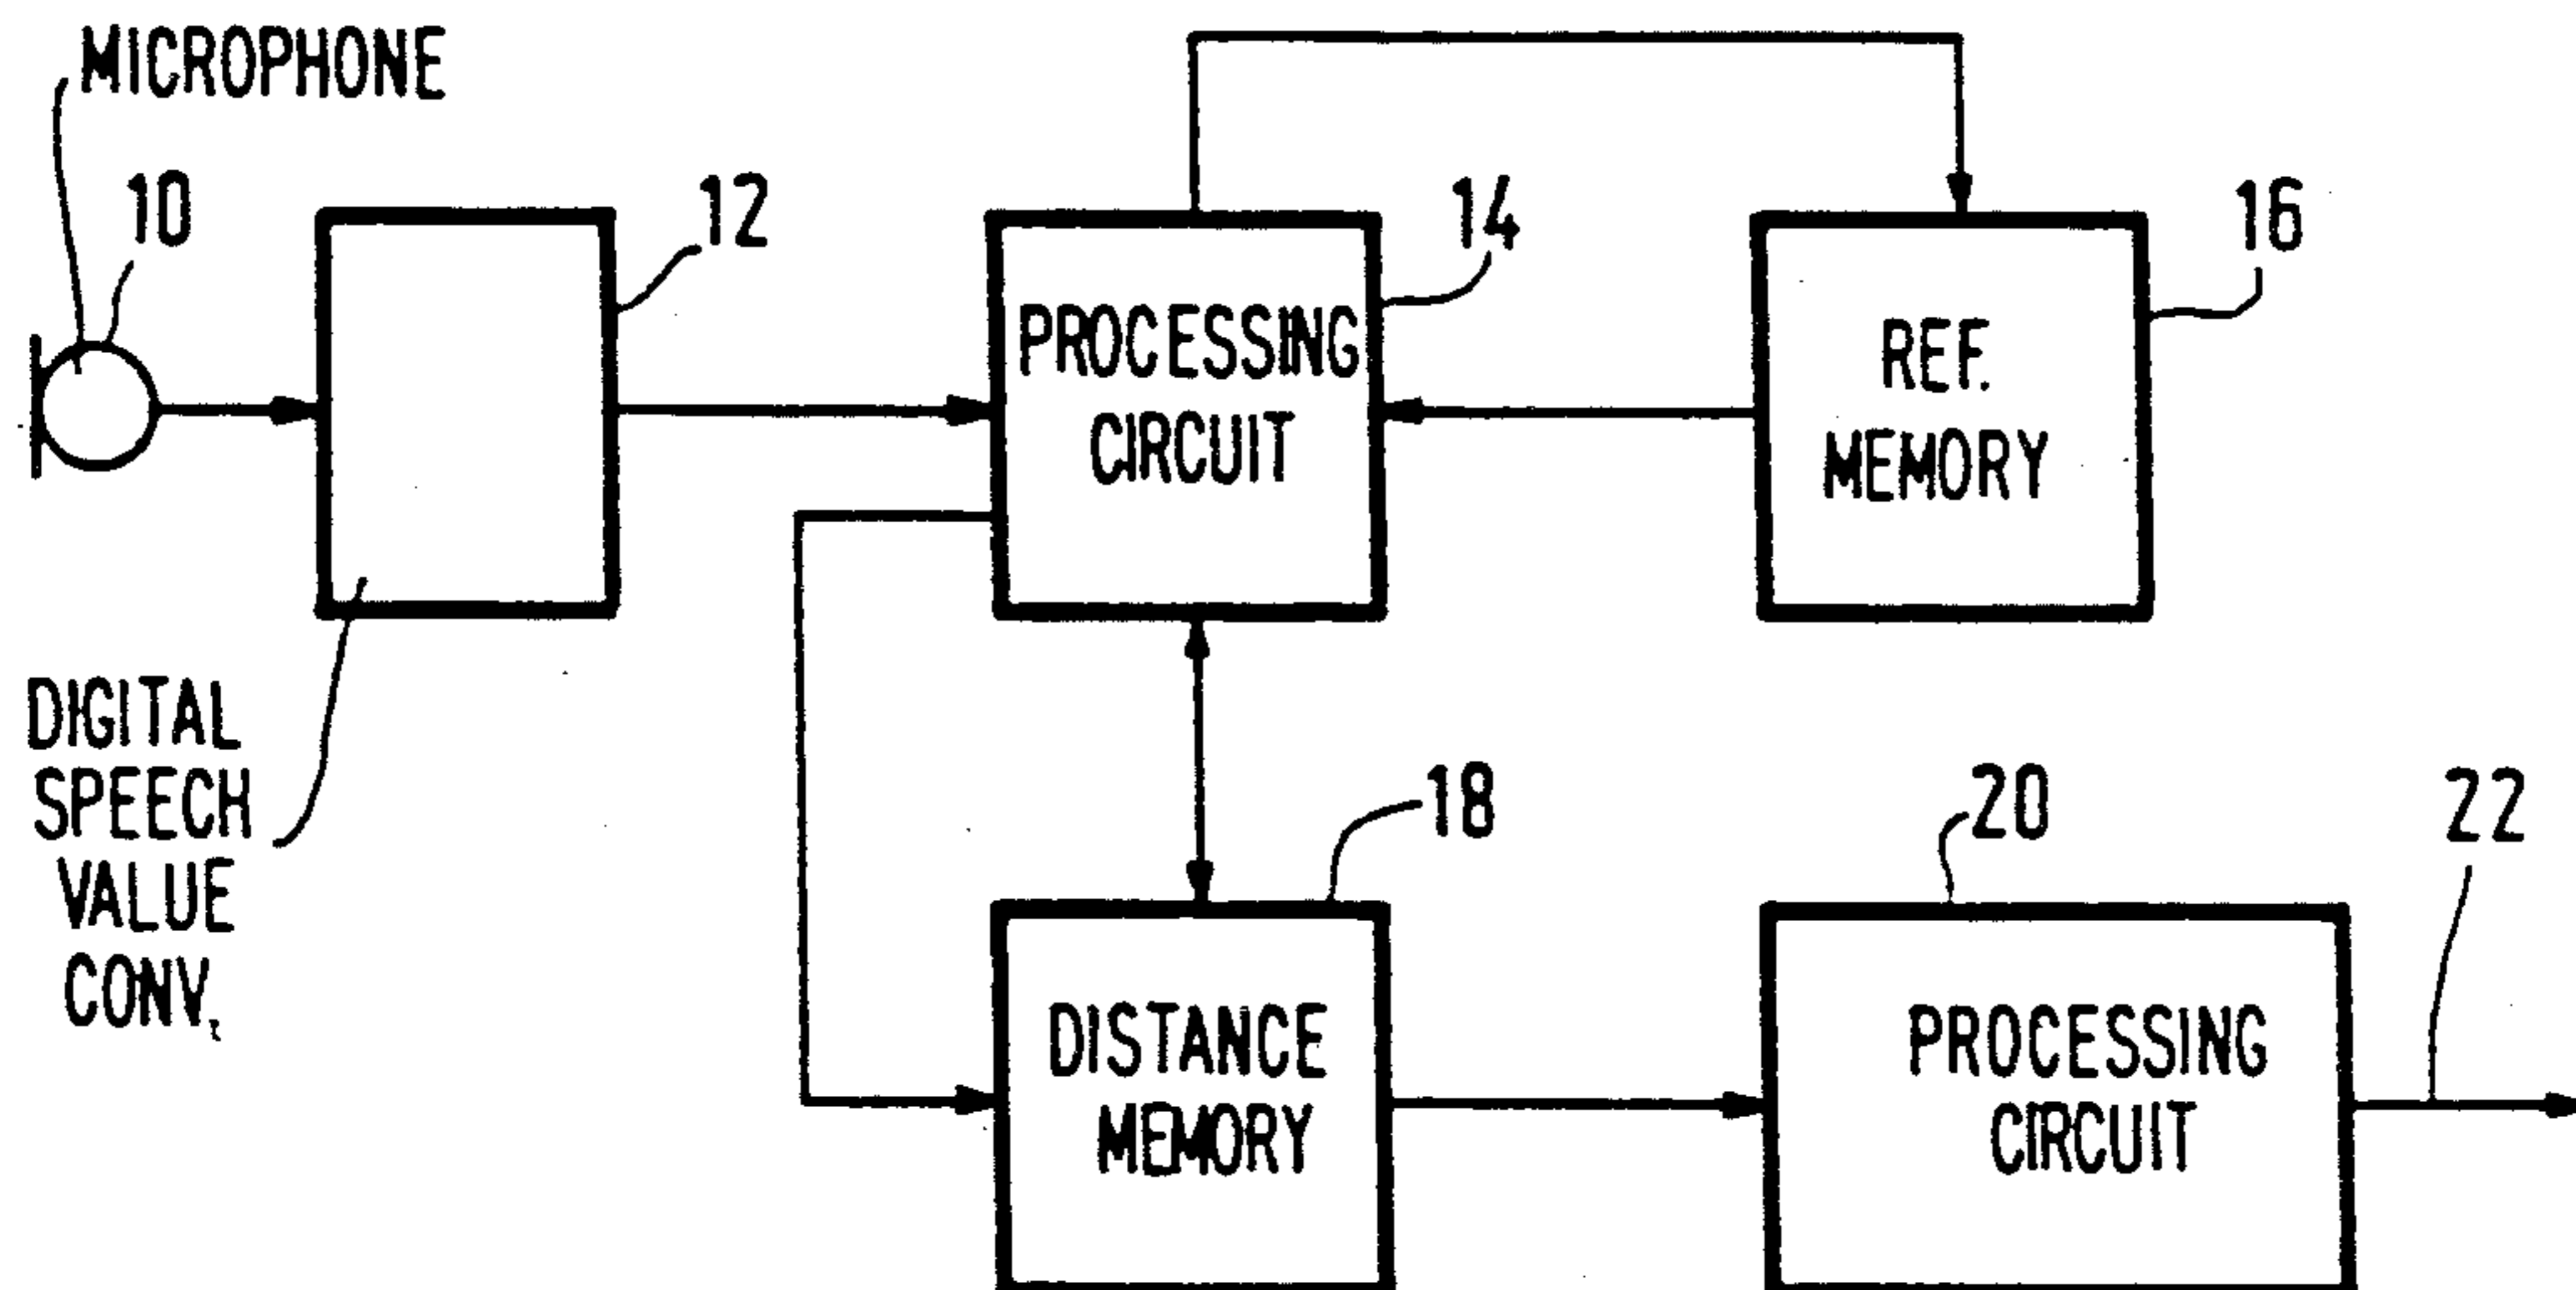 MICROPHONE
10
12
14
16
PROCESSING
CIRCUIT
REF.
MEMORY
DIGITAL
SPEECH
VALUE
CONV.
18
20
22
DISTANCE
MEMORY
PROCESSING
CIRCUIT